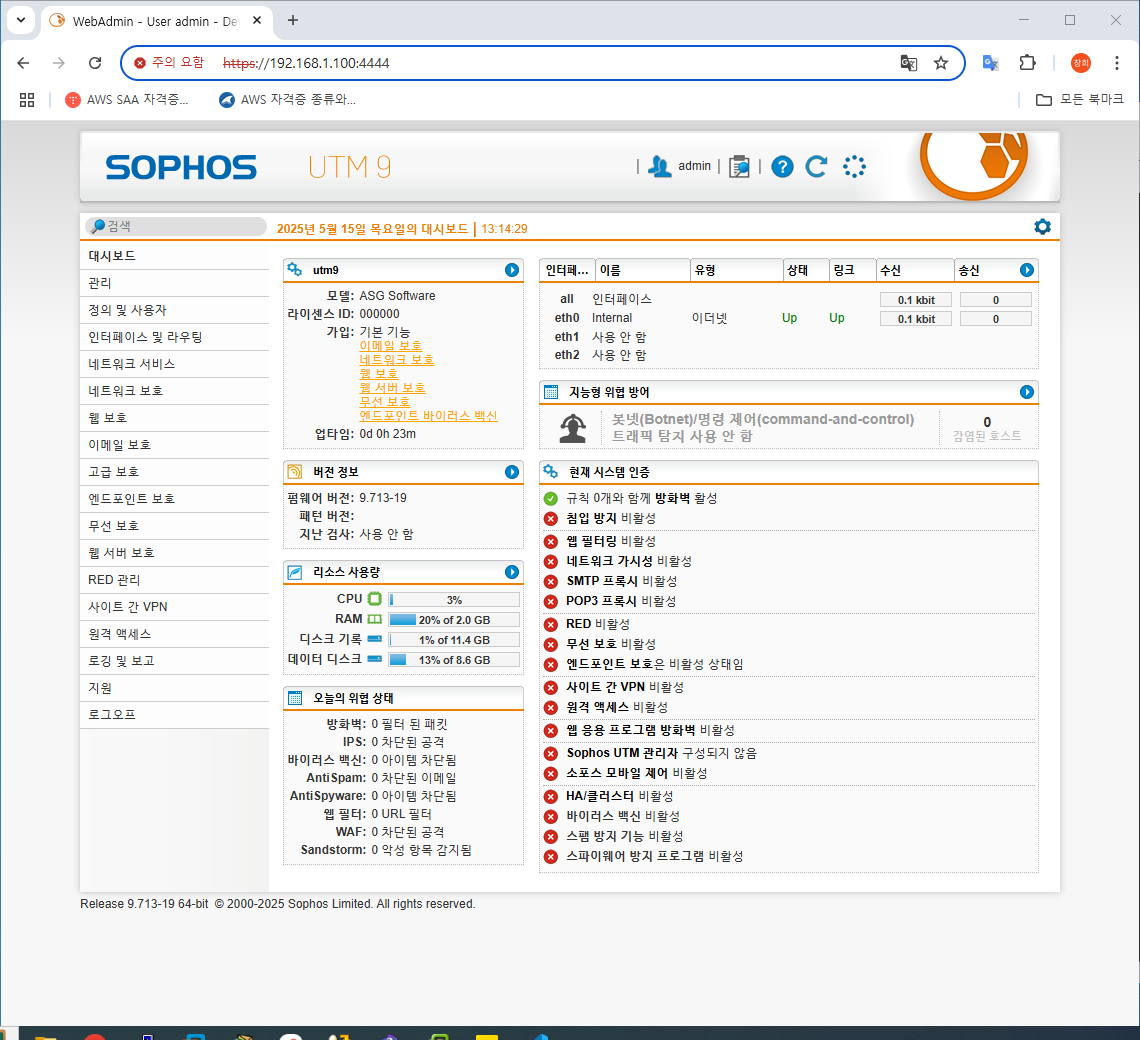 WebAdmin - User admin - De
주의 요함 https://192.168.1.100:4444
창희
AWS SAA 자격증...
AWS 자격증 종류와...
모든 북마크
SOPHOS UTM 9
| admin | |
검색
2025년 5월 15일 목요일의 대시보드 | 13:14:29
대시보드
관리
정의 및 사용자
인터페이스 및 라우팅
네트워크 서비스
네트워크 보호
웹 보호
이메일 보호
고급 보호
엔드포인트 보호
무선 보호
웹 서버 보호
RED 관리
사이트 간 VPN
원격 액세스
로깅 및 보고
지원
로그오프
utm9
모델: ASG Software
라이센스 ID: 000000
가입: 기본 기능
이메일 보호
네트워크 보호
웹 보호
웹 서버 보호
무선 보호
엔드포인트 바이러스 백신
업타임: 0d 0h 23m
버전 정보
펌웨어 버전: 9.713-19
패턴 버전:
지난 검사: 사용 안 함
리소스 사용량
CPU 3%
RAM 20% of 2.0 GB
디스크 기록 1% of 11.4 GB
데이터 디스크 13% of 8.6 GB
오늘의 위협 상태
방화벽: 0 필터 된 패킷
IPS: 0 차단된 공격
바이러스 백신: 0 아이템 차단됨
AntiSpam: 0 차단된 이메일
AntiSpyware: 0 아이템 차단됨
웹 필터: 0 URL 필터
WAF: 0 차단된 공격
Sandstorm: 0 악성 항목 감지됨
인터페... 이름 유형 상태 링크 수신 송신
all 인터페이스 0.1 kbit 0
eth0 Internal 이더넷 Up Up 0.1 kbit 0
eth1 사용 안 함
eth2 사용 안 함
지능형 위협 방어
봇넷(Botnet)/명령 제어(command-and-control)
트래픽 탐지 사용 안 함
0
감염된 호스트
현재 시스템 인증
규칙 0개와 함께 방화벽 활성
침입 방지 비활성
웹 필터링 비활성
네트워크 가시성 비활성
SMTP 프록시 비활성
POP3 프록시 비활성
RED 비활성
무선 보호 비활성
엔드포인트 보호은 비활성 상태임
사이트 간 VPN 비활성
원격 액세스 비활성
웹 응용 프로그램 방화벽 비활성
Sophos UTM 관리자 구성되지 않음
소포스 모바일 제어 비활성
HA/클러스터 비활성
바이러스 백신 비활성
스팸 방지 기능 비활성
스파이웨어 방지 프로그램 비활성
Release 9.713-19 64-bit © 2000-2025 Sophos Limited. All rights reserved.